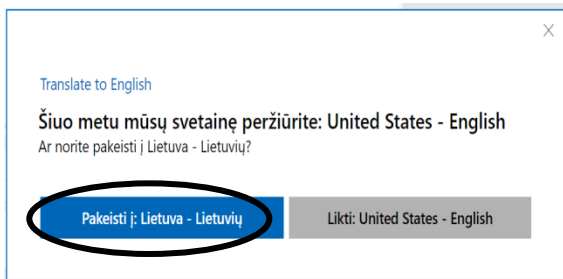 Translate to English
Šiuo metu mūsų svetainę peržiūrite: United States - English
Ar norite pakeisti į Lietuva - Lietuvių?
Pakeisti į: Lietuva - Lietuvių
Likti: United States - English